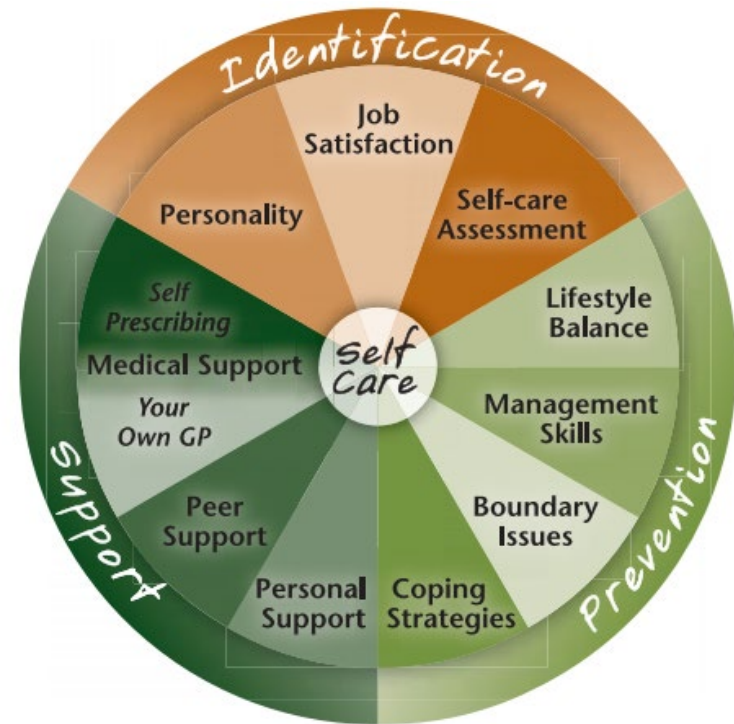 Identification
Job
Satisfaction
Personality
Self-care
Assessment
Self
Prescribing
Medical Support
Your
Own GP
Self
Care
Lifestyle
Balance
Management
Skills
Boundary
Issues
Coping
Strategies
Personal
Support
Peer
Support
Support
Prevention